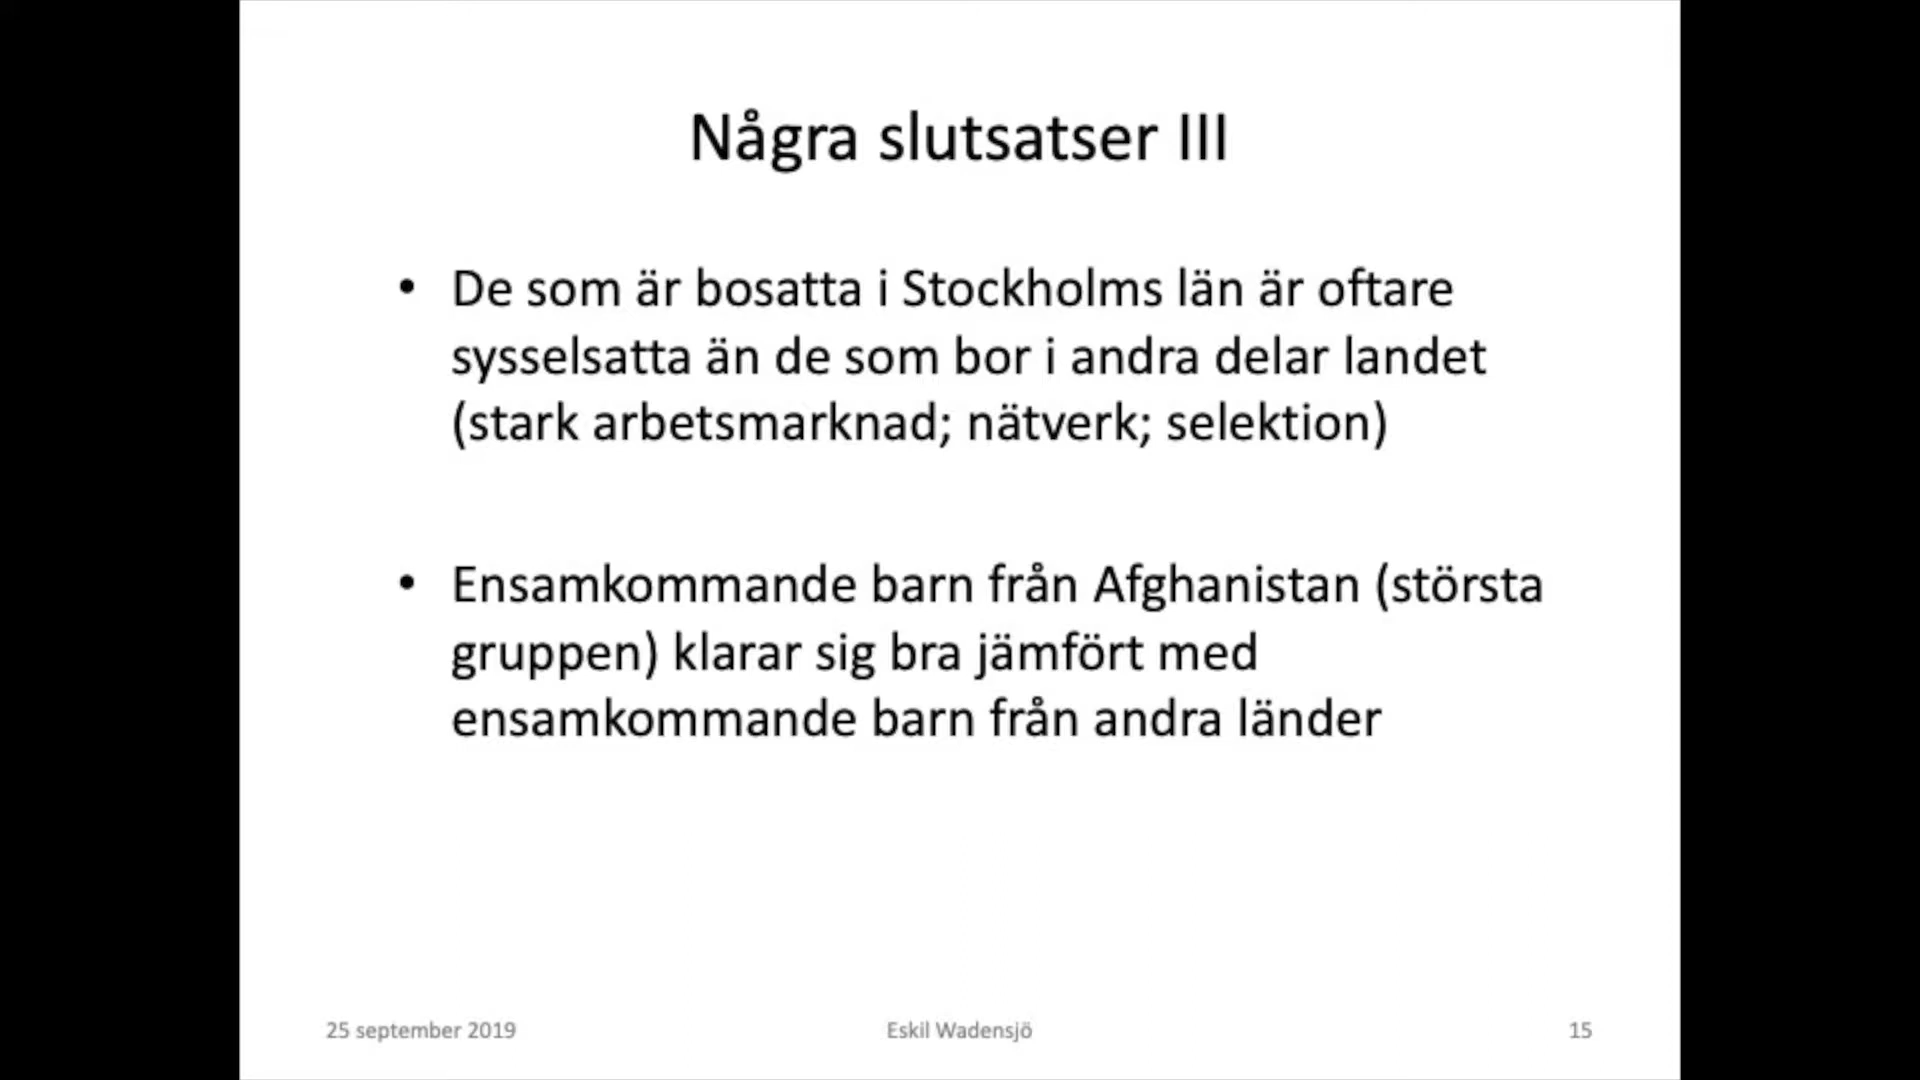 Några slutsatser III
• De som är bosatta i Stockholms län är oftare
sysselsatta än de som bor i andra delar landet
(stark arbetsmarknad; nätverk; selektion)
• Ensamkommande barn från Afghanistan (största
gruppen) klarar sig bra jämfört med
ensamkommande barn från andra länder
25 september 2019
Eskil Wadensjö
15